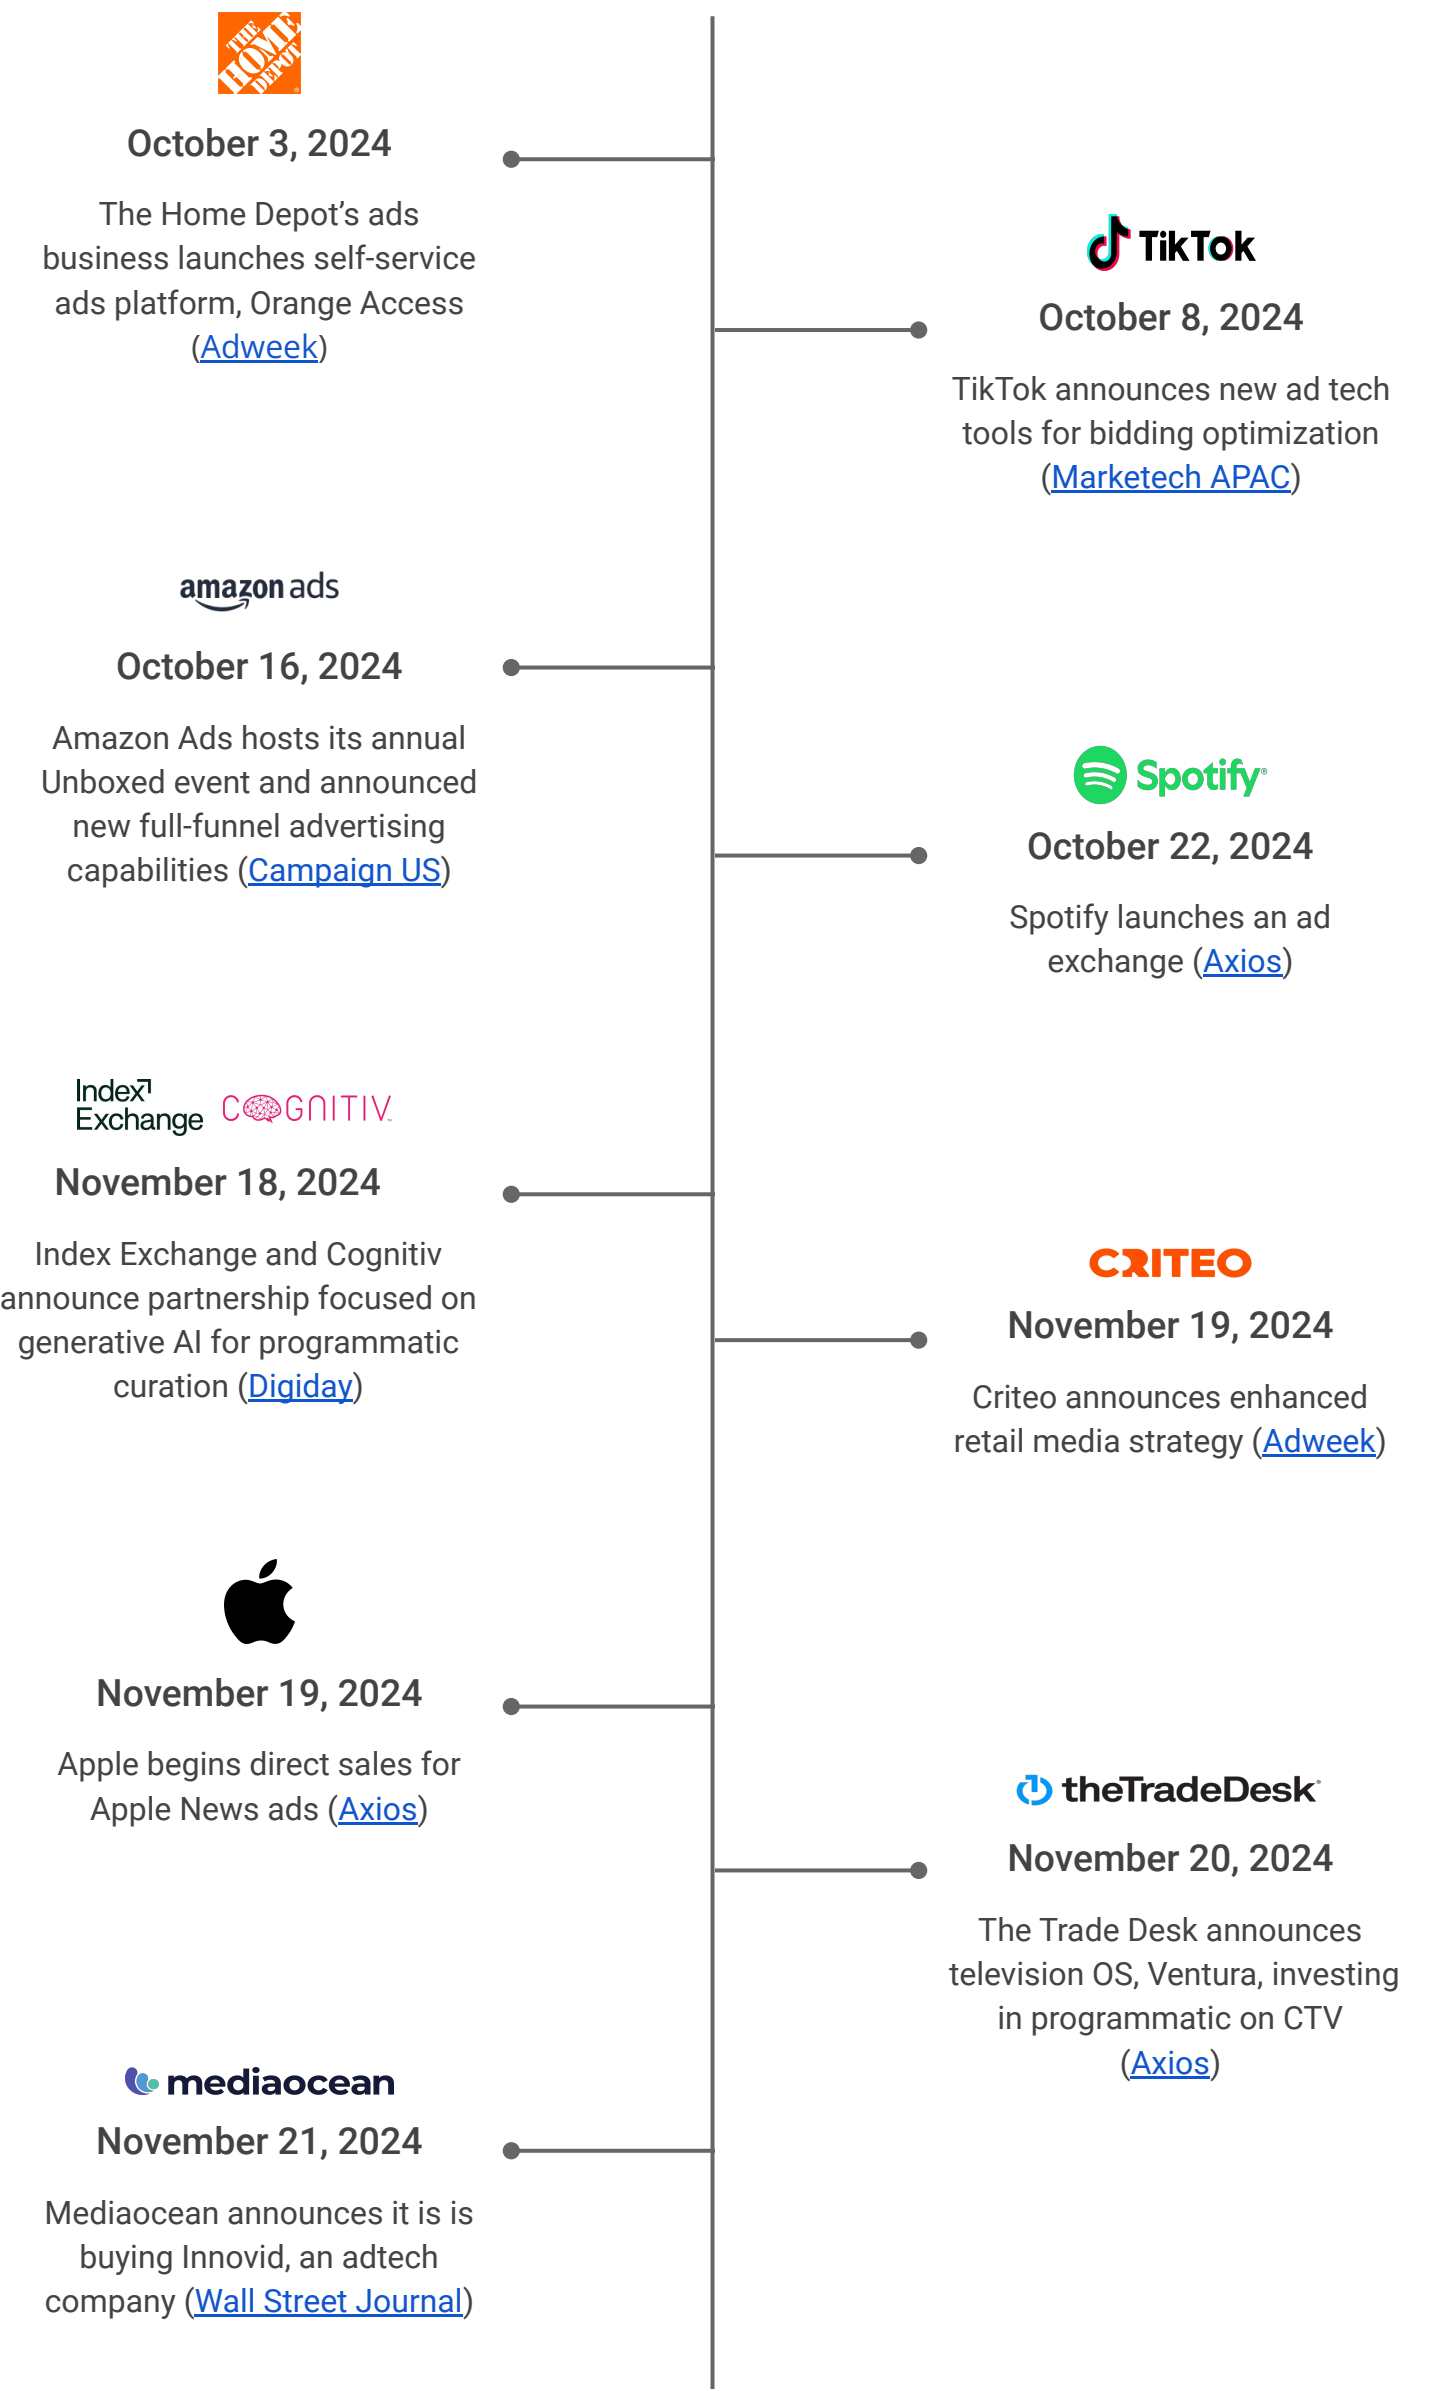 THE
HOME
DEPOT
October 3, 2024
The Home Depot’s ads
business launches self-service
ads platform, Orange Access
(Adweek)
TikTok
October 8, 2024
TikTok announces new ad tech
tools for bidding optimization
(Marketech APAC)
amazon ads
October 16, 2024
Amazon Ads hosts its annual
Unboxed event and announced
new full-funnel advertising
capabilities (Campaign US)
Spotify®
October 22, 2024
Spotify launches an ad
exchange (Axios)
Index
Exchange
COGNITIV
November 18, 2024
Index Exchange and Cognitiv
announce partnership focused on
generative AI for programmatic
curation (Digiday)
CRITEO
November 19, 2024
Criteo announces enhanced
retail media strategy (Adweek)
November 19, 2024
Apple begins direct sales for
Apple News ads (Axios)
theTradeDesk®
November 20, 2024
The Trade Desk announces
television OS, Ventura, investing
in programmatic on CTV
(Axios)
mediaocean
November 21, 2024
Mediaocean announces it is is
buying Innovid, an adtech
company (Wall Street Journal)